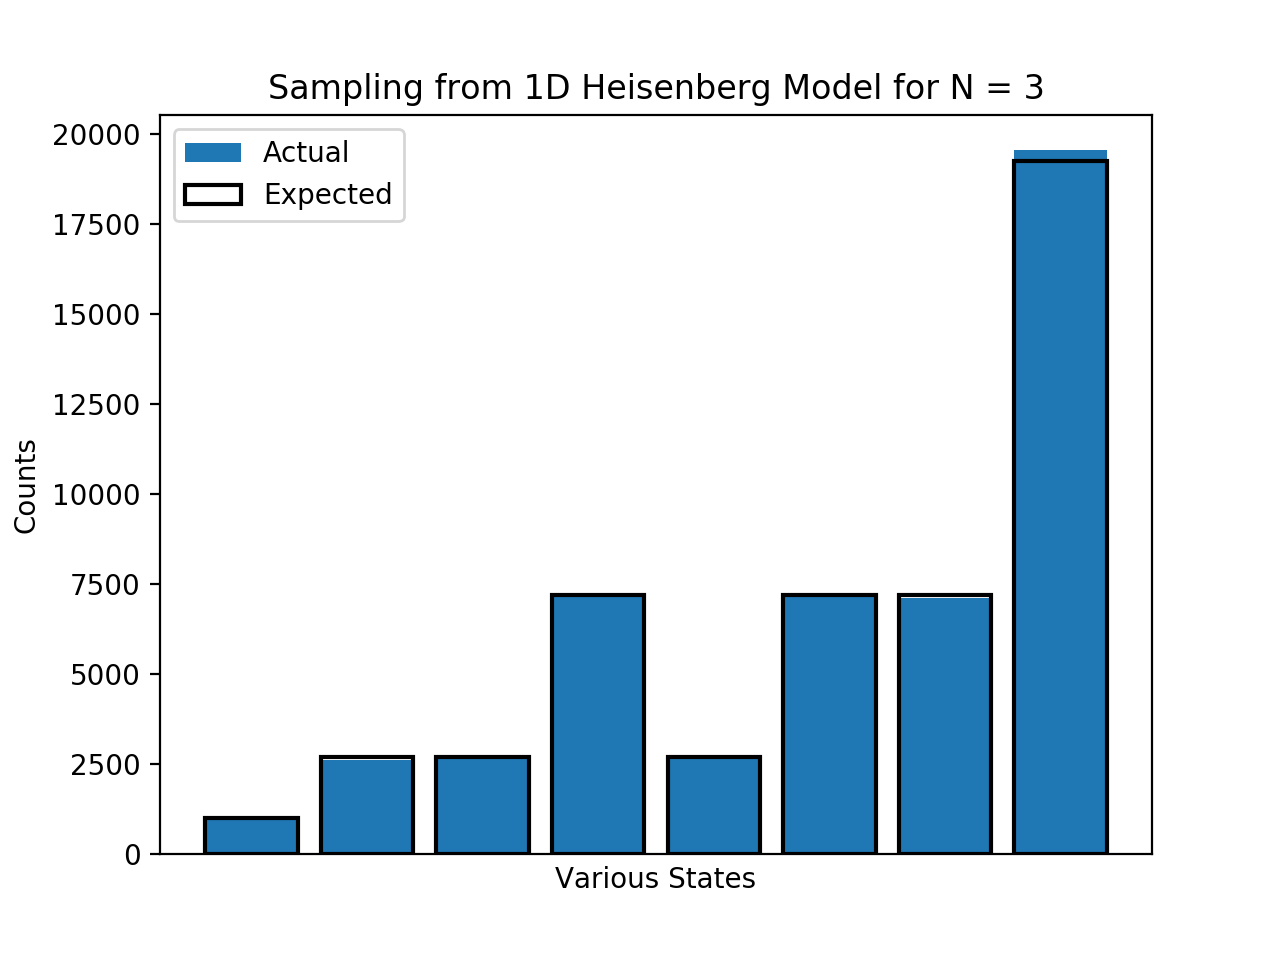 Sampling from 1D Heisenberg Model for N = 3
Actual
Expected
20000
17500
15000
12500
10000
7500
5000
2500
0
Counts
Various States